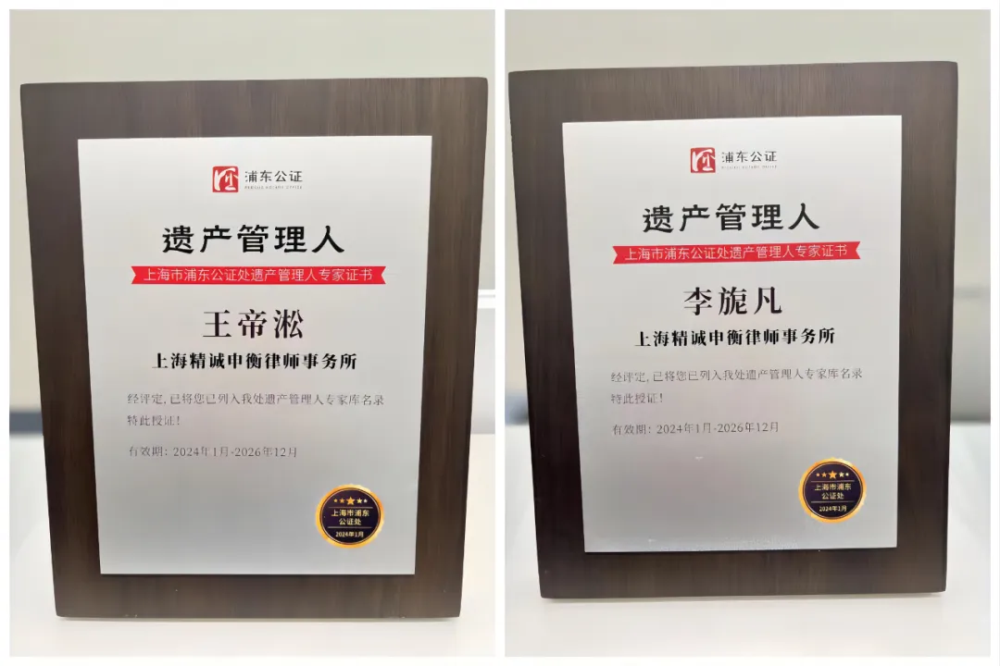 浦东公证
PUDONG NOTARY OFFICE
遗产管理人
上海市浦东公证处遗产管理人专家证书
王帝淞
上海精诚申衡律师事务所
经评定,已将您已列入我处遗产管理人专家库名录
特此授证!
有效期：2024年1月-2026年12月
上海市浦东
公证处
2024年1月
浦东公证
PUDONG NOTARY OFFICE
遗产管理人
上海市浦东公证处遗产管理人专家证书
李旎凡
上海精诚申衡律师事务所
经评定,已将您已列入我处遗产管理人专家库名录
特此授证!
有效期：2024年1月-2026年12月
上海市浦东
公证处
2024年1月